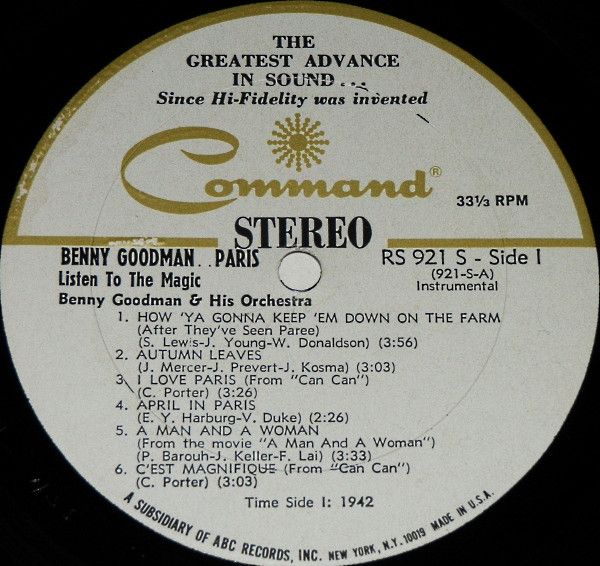 THE
GREATEST ADVANCE
IN SOUND...
Since Hi-Fidelity was invented
Command®
33⅓ RPM
STEREO
BENNY GOODMAN..PARIS
RS 921 S - Side I
Listen To The Magic
(921-S-A)
Benny Goodman & His Orchestra
Instrumental
1. HOW 'YA GONNA KEEP 'EM DOWN ON THE FARM
(After They've Seen Paree)
(S. Lewis-J. Young-W. Donaldson) (3:56)
2. AUTUMN LEAVES
(J. Mercer-J. Prevert-J. Kosma) (3:03)
3. I LOVE PARIS (From "Can Can")
(C. Porter) (3:26)
4. APRIL IN PARIS
(E. Y. Harburg-V. Duke) (2:26)
5. A MAN AND A WOMAN
(From the movie "A Man And A Woman")
(P. Barouh-J. Keller-F. Lai) (3:33)
6. C'EST MAGNIFIQUE (From "Can Can")
(C. Porter) (3:03)
Time Side I: 1942
A SUBSIDIARY OF ABC RECORDS, INC. NEW YORK, N.Y. 10019 MADE IN U.S.A.